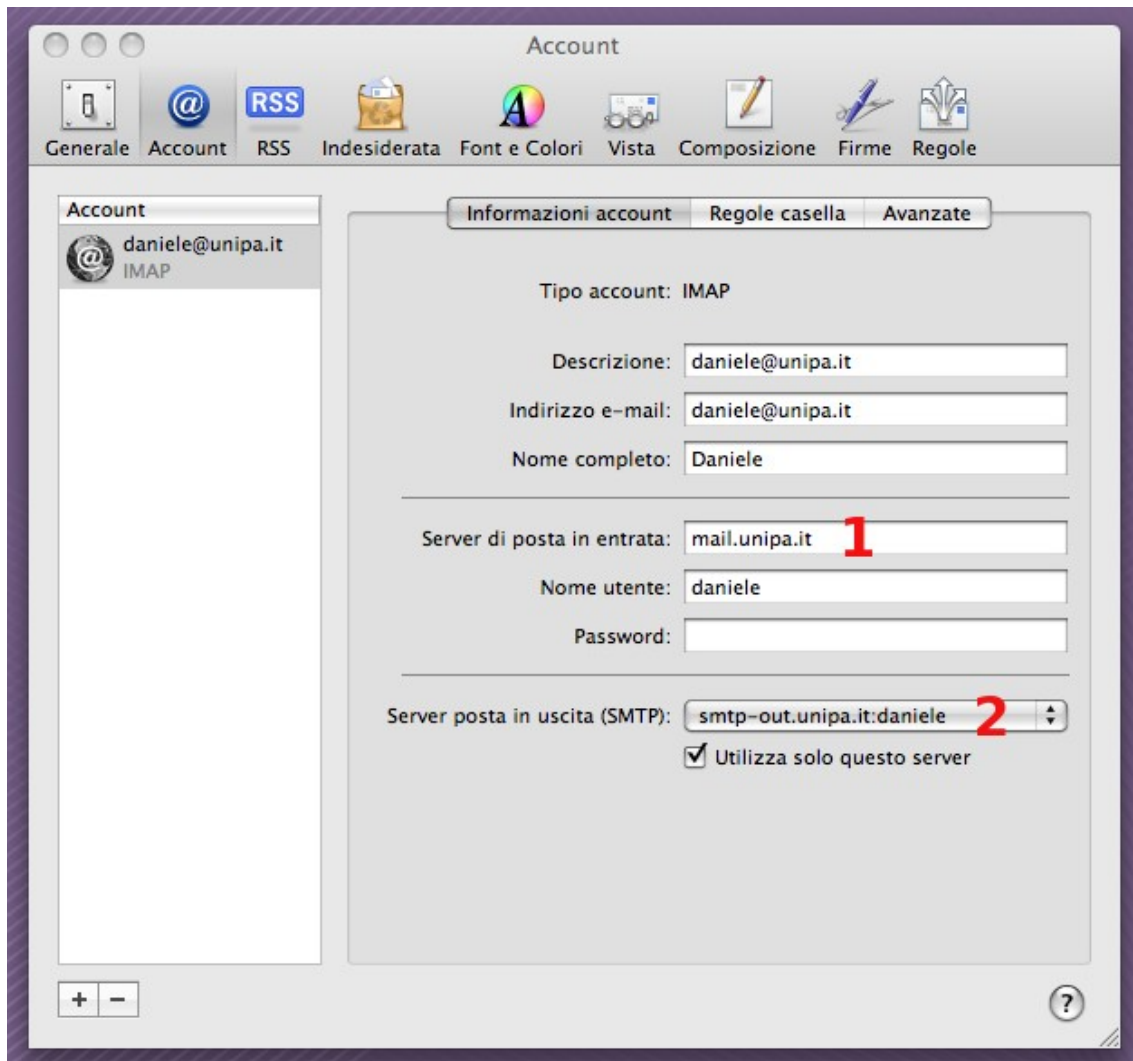 Account
RSS
Generale Account RSS Indesiderata Font e Colori Vista Composizione Firme Regole
Account
daniele@unipa.it
IMAP
Informazioni account Regole casella Avanzate
Tipo account: IMAP
Descrizione: daniele@unipa.it
Indirizzo e-mail: daniele@unipa.it
Nome completo: Daniele
Server di posta in entrata: mail.unipa.it 1
Nome utente: daniele
Password:
Server posta in uscita (SMTP): smtp-out.unipa.it:daniele 2
Utilizza solo questo server
+ − ?